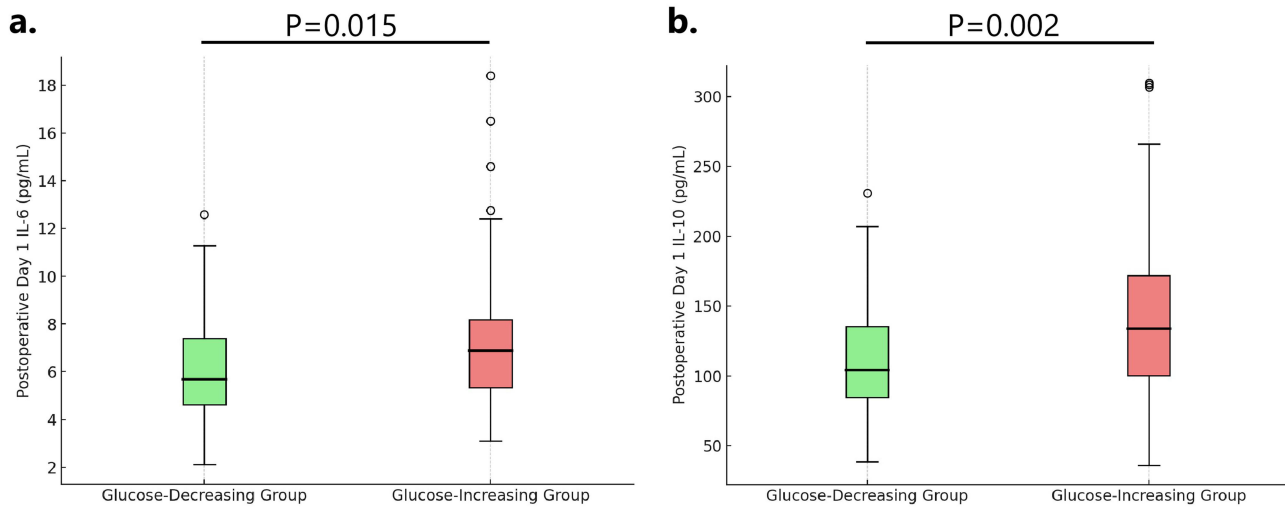 a.
P=0.015
Postoperative Day 1 IL-6 (pg/mL)
18
16
14
12
10
8
6
4
2
Glucose-Decreasing Group
Glucose-Increasing Group
b.
P=0.002
Postoperative Day 1 IL-10 (pg/mL)
300
250
200
150
100
50
Glucose-Decreasing Group
Glucose-Increasing Group